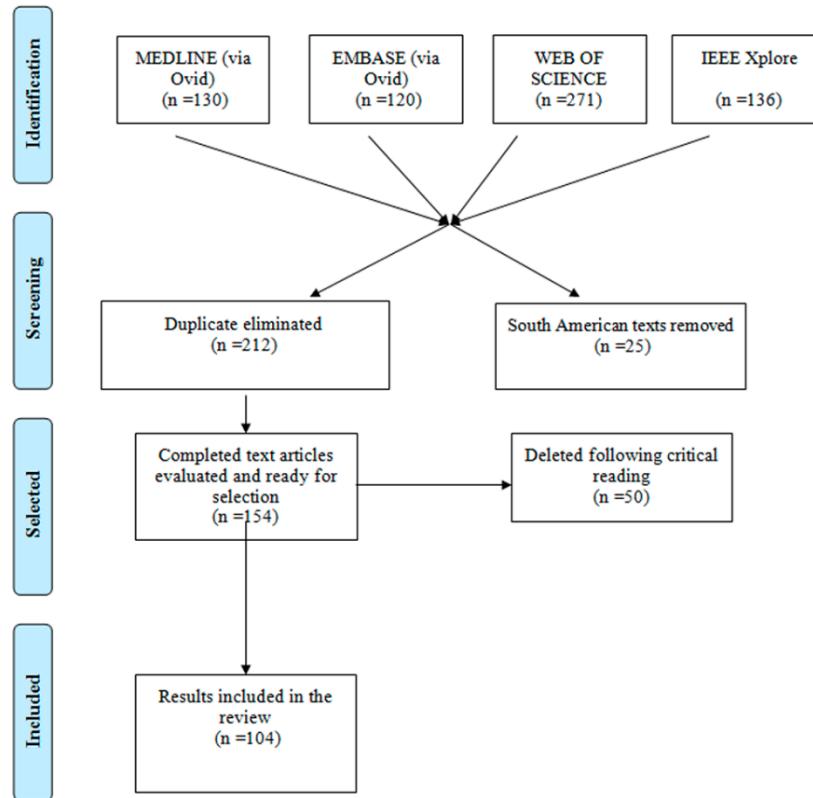 Identification
MEDLINE (via
Ovid)
(n =130)
EMBASE (via
Ovid)
(n =120)
WEB OF
SCIENCE
(n =271)
IEEE Xplore
(n =136)
Screening
Duplicate eliminated
(n =212)
South American texts removed
(n =25)
Selected
Completed text articles
evaluated and ready for
selection
(n =154)
Deleted following critical
reading
(n =50)
Included
Results included in the
review
(n =104)